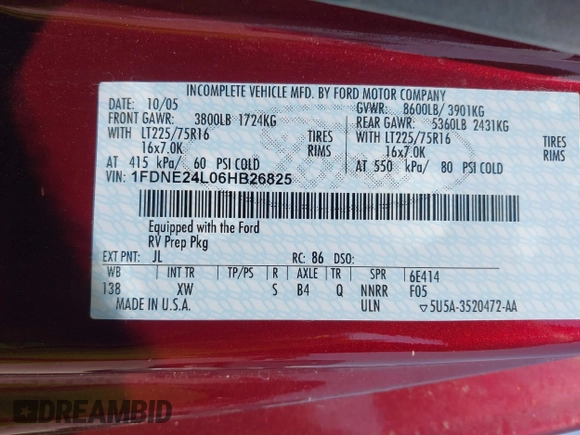 INCOMPLETE VEHICLE MFD. BY FORD MOTOR COMPANY
DATE: 10/05 GVWR: 8600LB/ 3901KG
FRONT GAWR: 3800LB 1724KG REAR GAWR: 5360LB 2431KG
WITH LT225/75R16 TIRES WITH LT225/75R16 TIRES
16x7.0K RIMS 16x7.0K RIMS
AT 415 kPa/ 60 PSI COLD AT 550 kPa/ 80 PSI COLD
VIN: 1FDNE24L06HB26825
Equipped with the Ford
RV Prep Pkg
EXT PNT: JL RC: 86 DSO:
WB INT TR TP/PS R AXLE TR SPR 6E414
138 XW S B4 Q NNRR F05
MADE IN U.S.A. ULN ▽5U5A-3520472-AA
DREAMBID